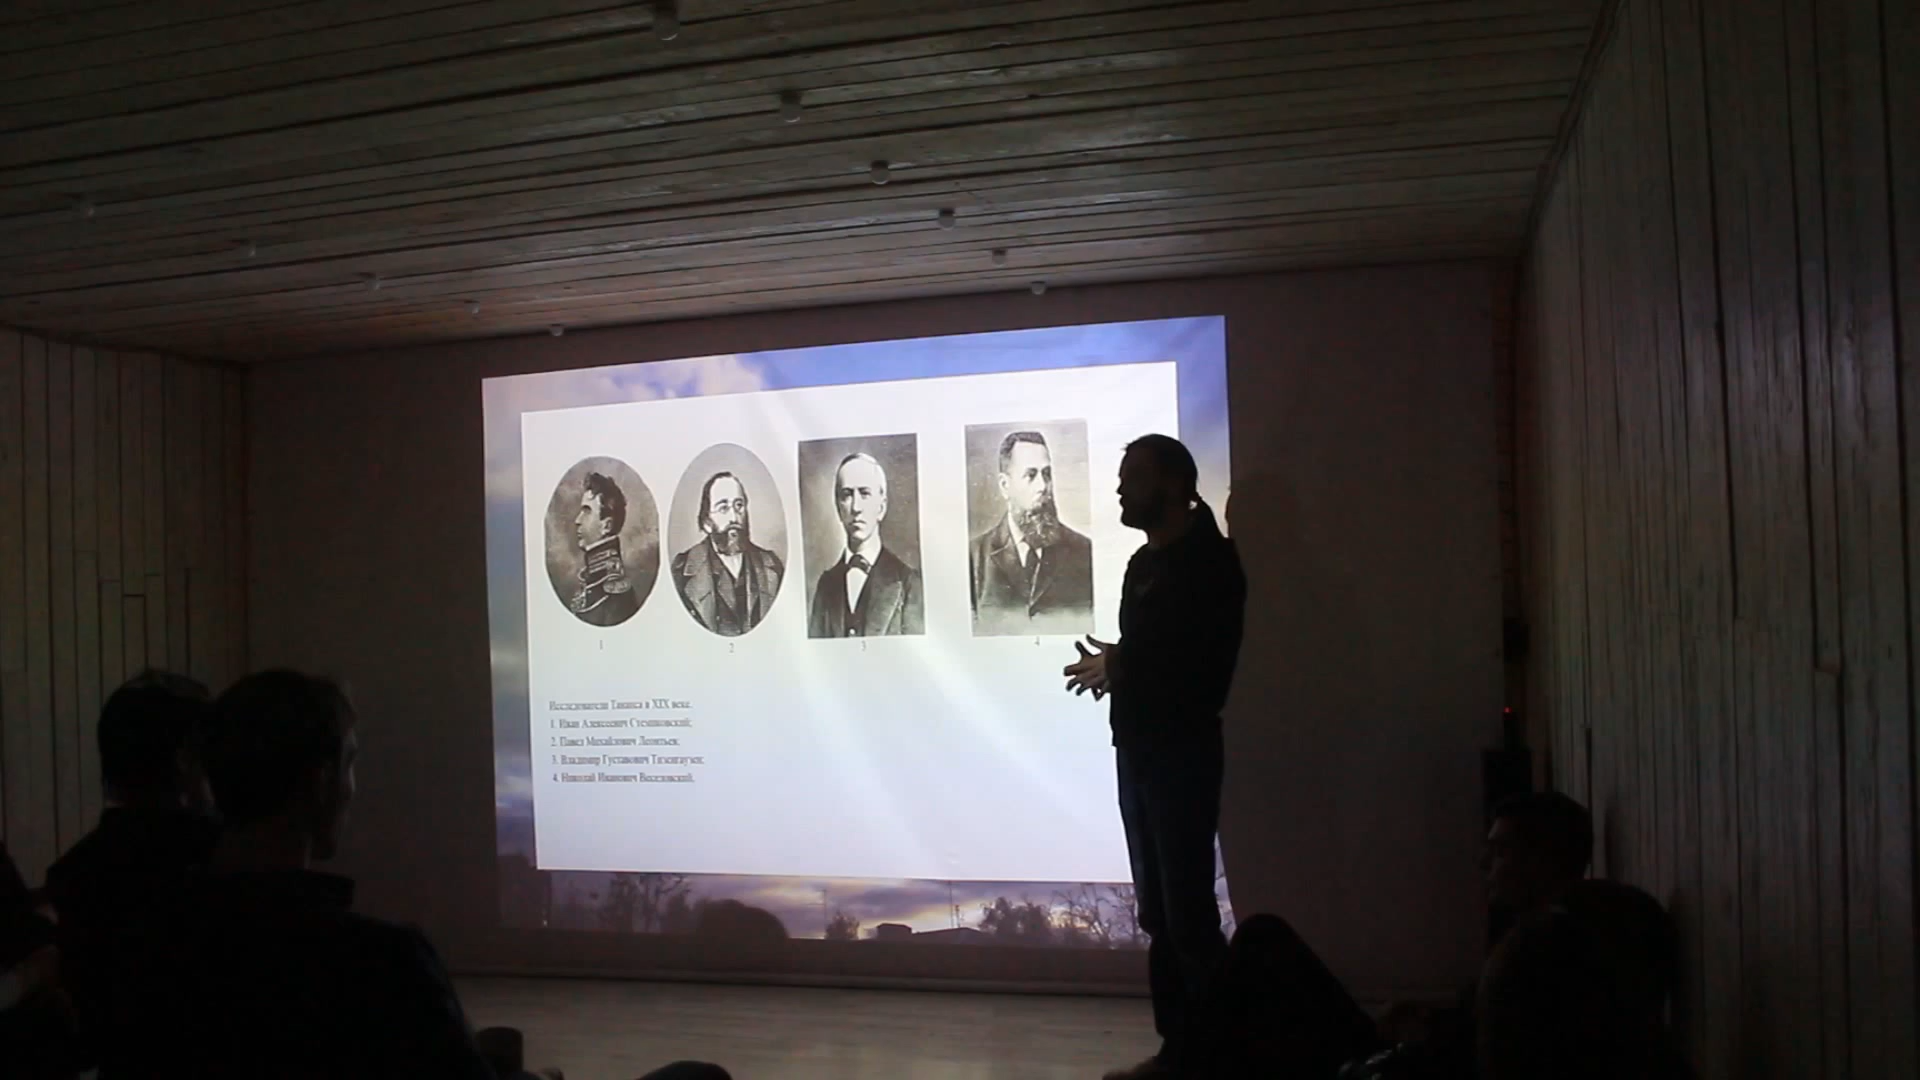 1
2
3
4
Исследователи Танаиса в XIX веке.
1. Иван Алексеевич Стемпковский;
2. Павел Михайлович Леонтьев;
3. Владимир Густавович Тизенгаузен;
4. Николай Иванович Веселовский.